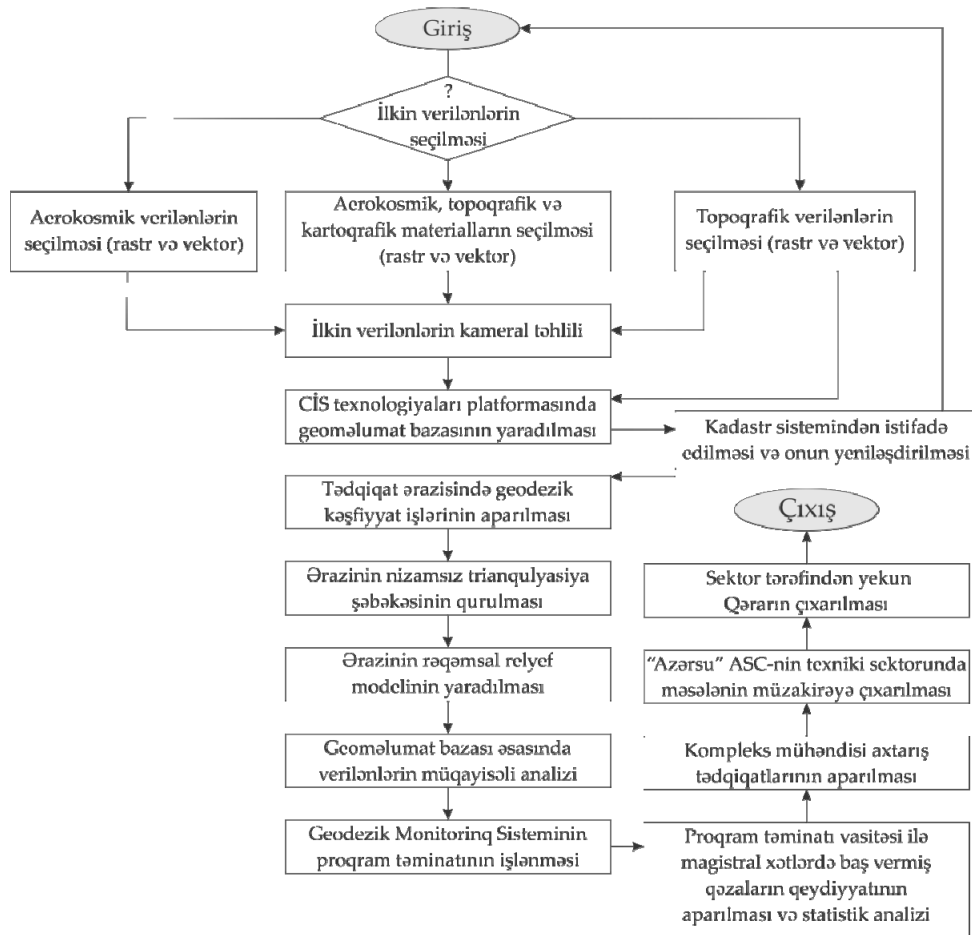 Giriş
?
İlkin verilənlərin
seçilməsi
Aerokosmik verilənlərin
seçilməsi (rastr və vektor)
Aerokosmik, topoqrafik və
kartoqrafik materialların seçilməsi
(rastr və vektor)
Topoqrafik verilənlərin
seçilməsi (rastr və vektor)
İlkin verilənlərin kameral təhlili
CİS texnologiyaları platformasında
geoməlumat bazasının yaradılması
Kadastr sistemindən istifadə
edilməsi və onun yeniləşdirilməsi
Tədqiqat ərazisində geodezik
kəşfiyyat işlərinin aparılması
Ərazinin nizamsız trianqulyasiya
şəbəkəsinin qurulması
Ərazinin rəqəmsal relyef
modelinin yaradılması
Geoməlumat bazası əsasında
verilənlərin müqayisəli analizi
Geodezik Monitorinq Sisteminin
proqram təminatının işlənməsi
Proqram təminatı vasitəsi ilə
magistral xətlərdə baş vermiş
qəzaların qeydiyyatının
aparılması və statistik analizi
Kompleks mühəndisi axtarış
tədqiqatlarının aparılması
“Azərsu” ASC-nin texniki sektorunda
məsələnin müzakirəyə çıxarılması
Sektor tərəfindən yekun
Qərarın çıxarılması
Çıxış